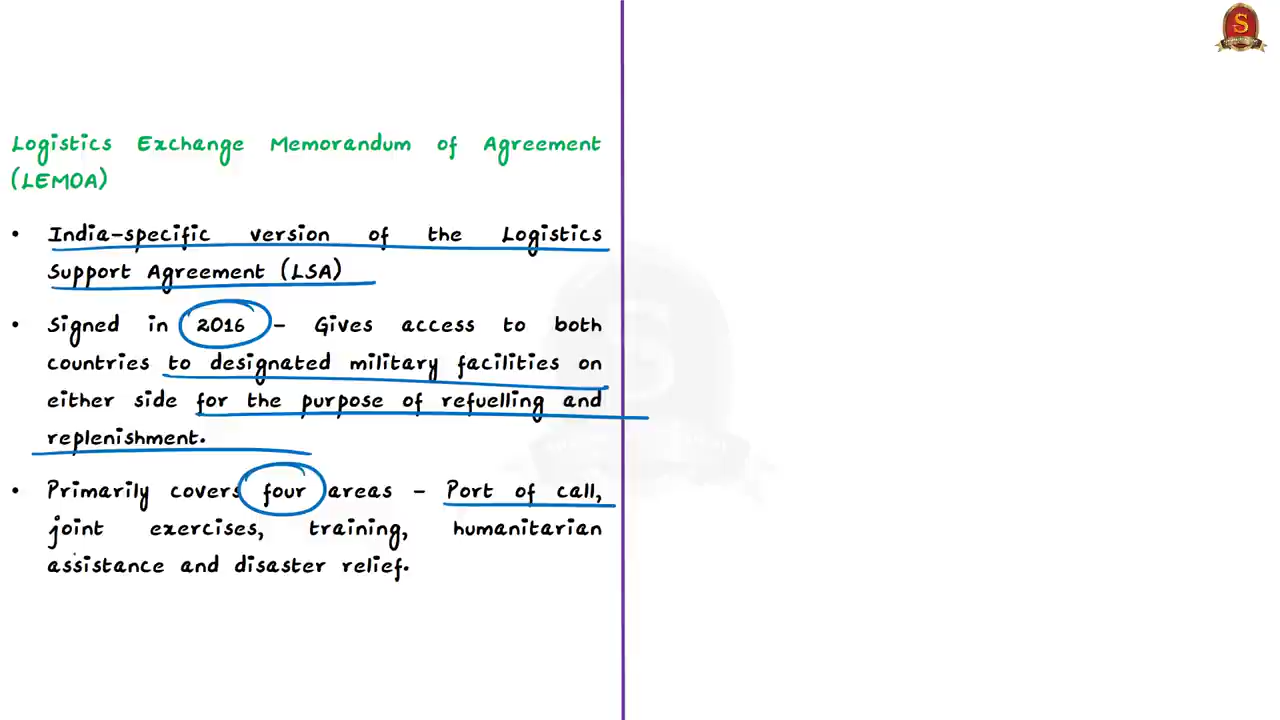 Logistics Exchange Memorandum of Agreement
(LEMOA)
• India-specific version of the Logistics
Support Agreement (LSA)
• Signed in 2016 – Gives access to both
countries to designated military facilities on
either side for the purpose of refuelling and
replenishment.
• Primarily covers four areas – Port of call,
joint exercises, training, humanitarian
assistance and disaster relief.
S